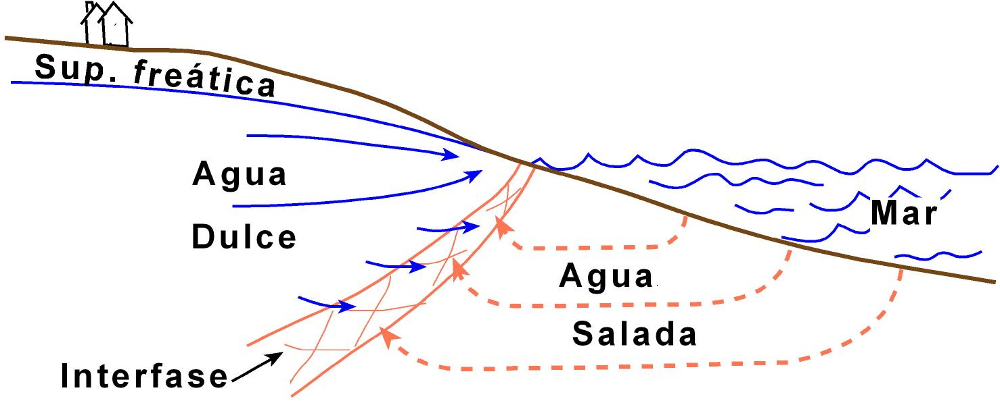 Sup. freática
Agua
Dulce
Mar
Agua
Salada
Interfase